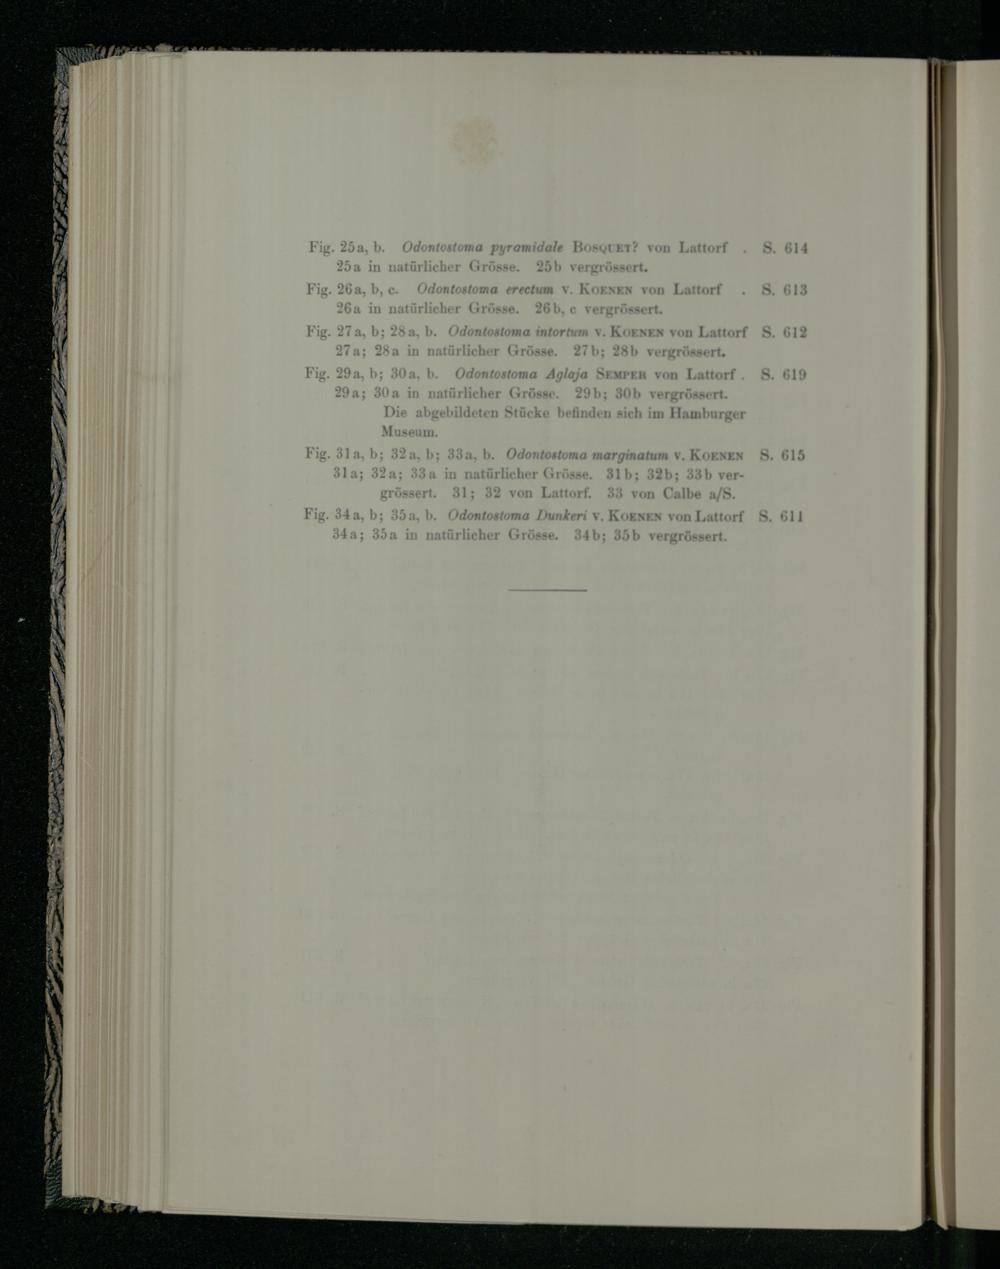 Fig. 25a, b. Odontostoma pyramidale BOSQUET? von Lattorf . S. 614
25a in natürlicher Grösse. 25b vergrössert.
Fig. 26a, b, c. Odontostoma erectum v. KOENEN von Lattorf . S. 613
26a in natürlicher Grösse. 26b, c vergrössert.
Fig. 27a, b; 28a, b. Odontostoma intortum v. KOENEN von Lattorf S. 612
27a; 28a in natürlicher Grösse. 27b; 28b vergrössert.
Fig. 29a, b; 30a, b. Odontostoma Aglaja SEMPER von Lattorf . S. 619
29a; 30a in natürlicher Grösse. 29b; 30b vergrössert.
Die abgebildeten Stücke befinden sich im Hamburger
Museum.
Fig. 31a, b; 32a, b; 33a, b. Odontostoma marginatum v. KOENEN S. 615
31a; 32a; 33a in natürlicher Grösse. 31b; 32b; 33b ver-
grössert. 31; 32 von Lattorf. 33 von Calbe a/S.
Fig. 34a, b; 35a, b. Odontostoma Dunkeri v. KOENEN von Lattorf S. 611
34a; 35a in natürlicher Grösse. 34b; 35b vergrössert.